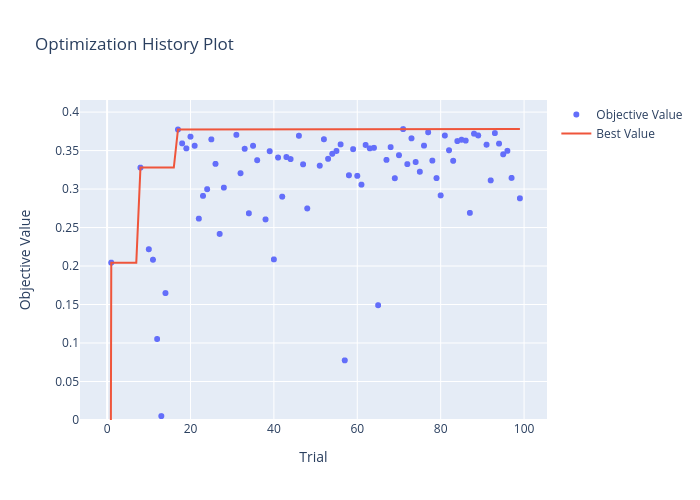 Optimization History Plot
Objective Value
Best Value
0.4
0.35
0.3
0.25
0.2
0.15
0.1
0.05
0
Objective Value
0 20 40 60 80 100
Trial